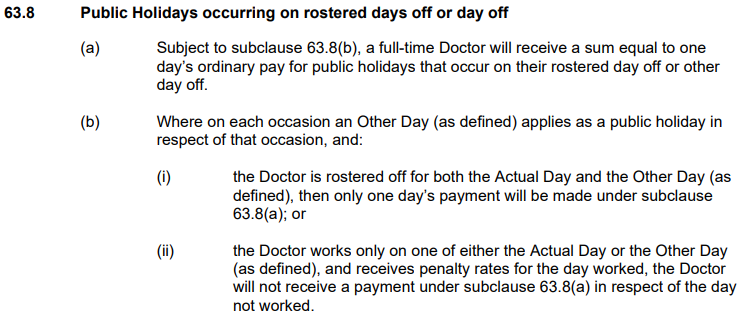 63.8 Public Holidays occurring on rostered days off or day off
(a) Subject to subclause 63.8(b), a full-time Doctor will receive a sum equal to one
day's ordinary pay for public holidays that occur on their rostered day off or other
day off.
(b) Where on each occasion an Other Day (as defined) applies as a public holiday in
respect of that occasion, and:
(i) the Doctor is rostered off for both the Actual Day and the Other Day (as
defined), then only one day's payment will be made under subclause
63.8(a); or
(ii) the Doctor works only on one of either the Actual Day or the Other Day
(as defined), and receives penalty rates for the day worked, the Doctor
will not receive a payment under subclause 63.8(a) in respect of the day
not worked.